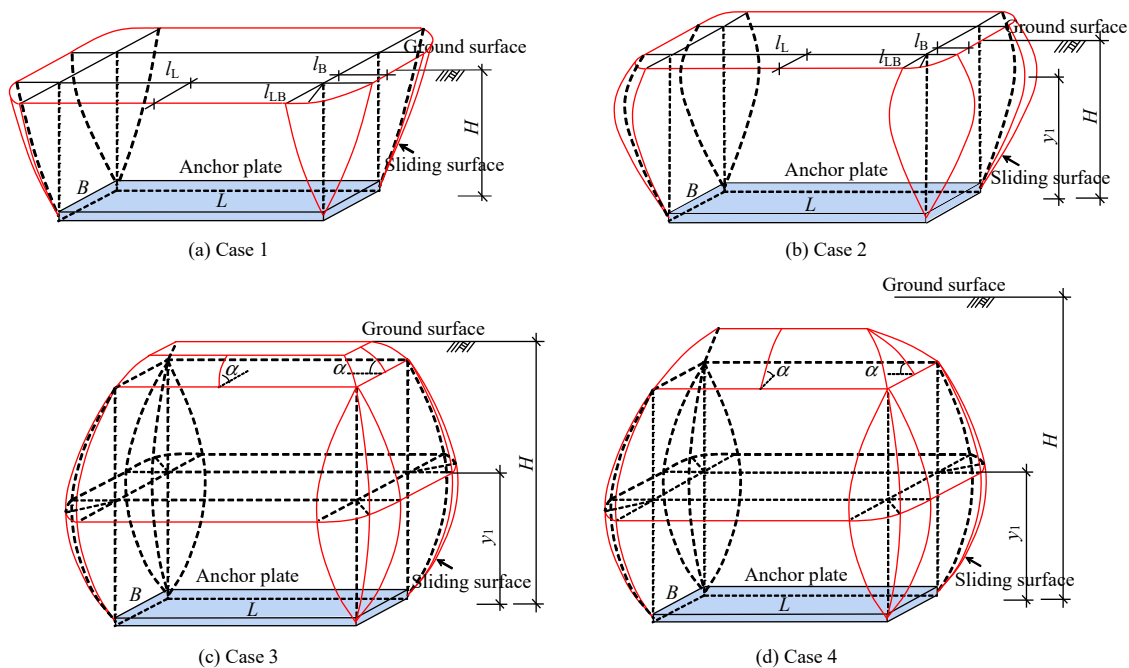 Ground surface
l_L
l_B
l_LB
H
Sliding surface
Anchor plate
B
L
(a) Case 1
Ground surface
l_L
l_B
l_LB
y_1
H
Sliding surface
Anchor plate
B
L
(b) Case 2
Ground surface
α
α
H
y_1
Sliding surface
Anchor plate
B
L
(c) Case 3
Ground surface
α
α
H
y_1
Sliding surface
Anchor plate
B
L
(d) Case 4